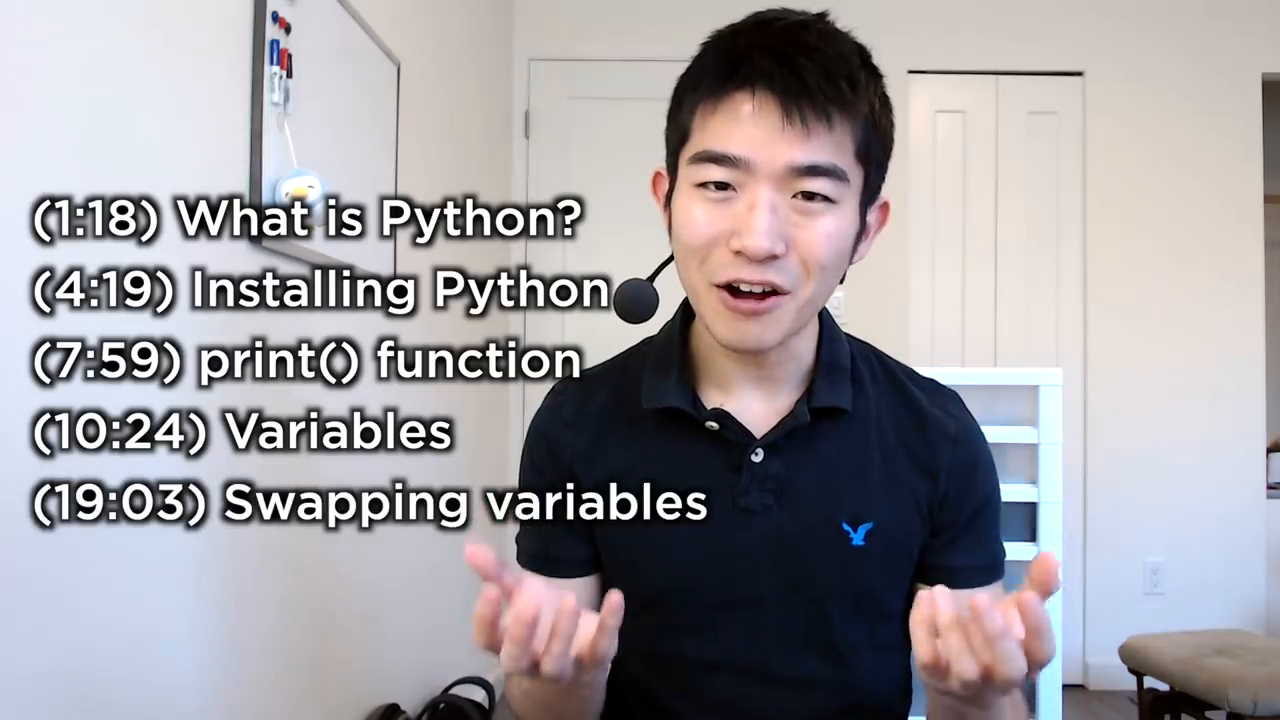 (1:18) What is Python?
(4:19) Installing Python
(7:59) print() function
(10:24) Variables
(19:03) Swapping variables